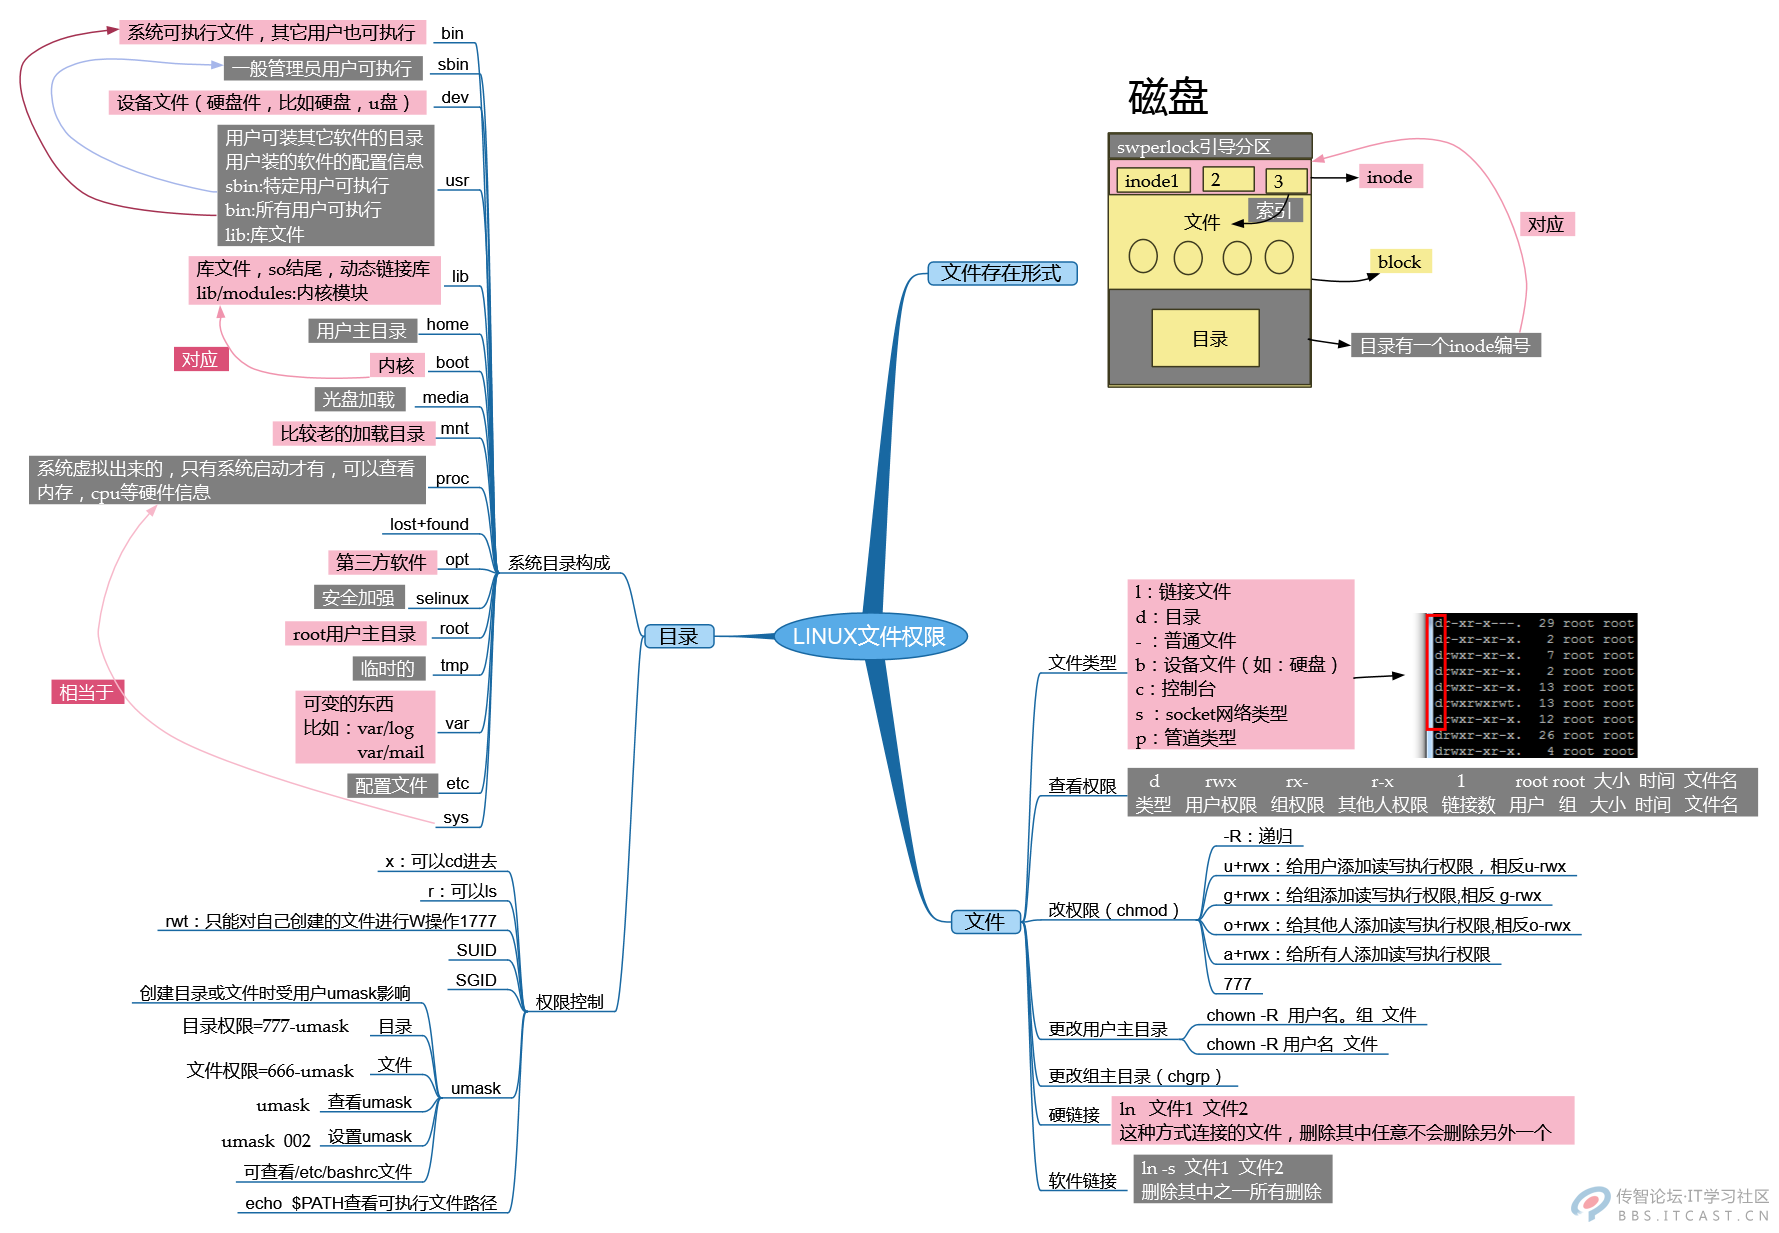 LINUX文件权限
目录
系统目录构成
bin
系统可执行文件，其它用户也可执行
sbin
一般管理员用户可执行
dev
设备文件（硬盘件，比如硬盘，u盘）
usr
用户可装其它软件的目录
用户装的软件的配置信息
sbin:特定用户可执行
bin:所有用户可执行
lib:库文件
lib
库文件，so结尾，动态链接库
lib/modules:内核模块
home
用户主目录
对应
boot
内核
media
光盘加载
mnt
比较老的加载目录
proc
系统虚拟出来的，只有系统启动才有，可以查看
内存，cpu等硬件信息
lost+found
opt
第三方软件
selinux
安全加强
root
root用户主目录
tmp
临时的
相当于
var
可变的东西
比如：var/log
var/mail
etc
配置文件
sys
权限控制
x：可以cd进去
r：可以ls
rwt：只能对自己创建的文件进行W操作1777
SUID
SGID
umask
创建目录或文件时受用户umask影响
目录
目录权限=777-umask
文件
文件权限=666-umask
查看umask
umask
设置umask
umask 002
可查看/etc/bashrc文件
echo $PATH查看可执行文件路径
文件存在形式
磁盘
swperlock引导分区
inode1
2
3
inode
索引
文件
对应
block
目录
目录有一个inode编号
文件
文件类型
l：链接文件
d：目录
-：普通文件
b：设备文件（如：硬盘）
c：控制台
s：socket网络类型
p：管道类型
dr-xr-x---. 29 root root
dr-xr-xr-x. 2 root root
drwxr-xr-x. 7 root root
drwxr-xr-x. 2 root root
drwxr-xr-x. 13 root root
drwxrwxrwt. 13 root root
drwxr-xr-x. 12 root root
drwxr-xr-x. 26 root root
drwxr-xr-x. 4 root root
查看权限
d rwx rx- r-x 1 root root 大小 时间 文件名
类型 用户权限 组权限 其他人权限 链接数 用户 组 大小 时间 文件名
改权限（chmod）
-R：递归
u+rwx：给用户添加读写执行权限，相反u-rwx
g+rwx：给组添加读写执行权限,相反 g-rwx
o+rwx：给其他人添加读写执行权限,相反o-rwx
a+rwx：给所有人添加读写执行权限
777
更改用户主目录
chown -R 用户名。组 文件
chown -R 用户名 文件
更改组主目录（chgrp）
硬链接
ln 文件1 文件2
这种方式连接的文件，删除其中任意不会删除另外一个
软件链接
ln -s 文件1 文件2
删除其中之一所有删除
传智论坛·IT学习社区
BBS.ITCAST.CN